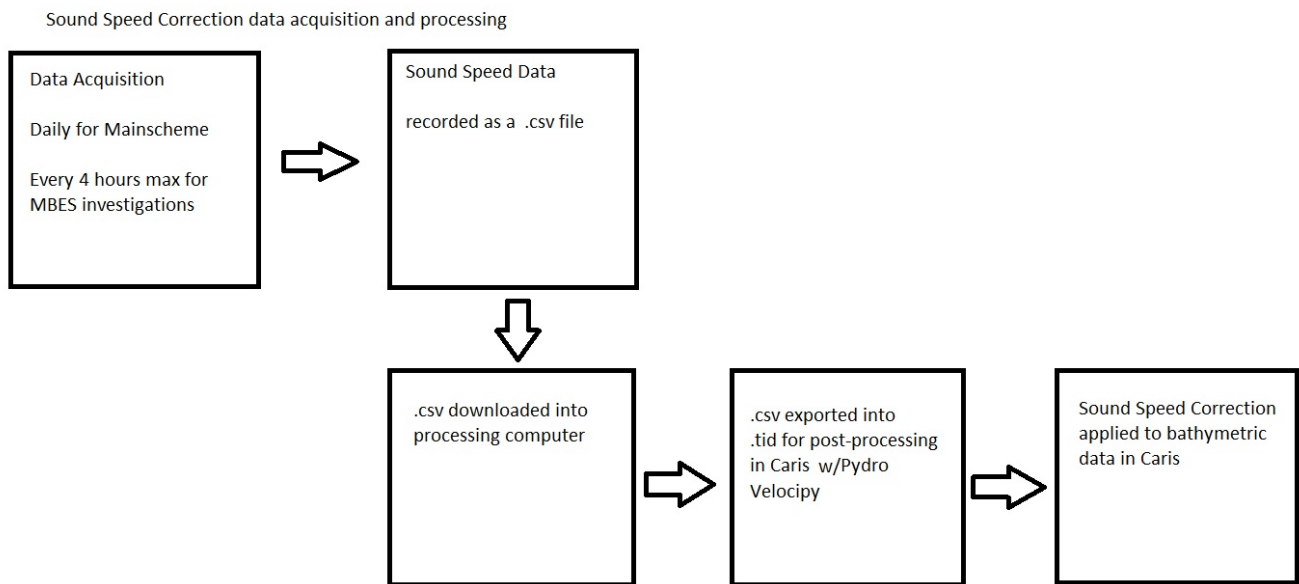 Sound Speed Correction data acquisition and processing
Data Acquisition
Daily for Mainscheme
Every 4 hours max for
MBES investigations
Sound Speed Data
recorded as a .csv file
.csv downloaded into
processing computer
.csv exported into
.tid for post-processing
in Caris w/Pydro
Velocipy
Sound Speed Correction
applied to bathymetric
data in Caris